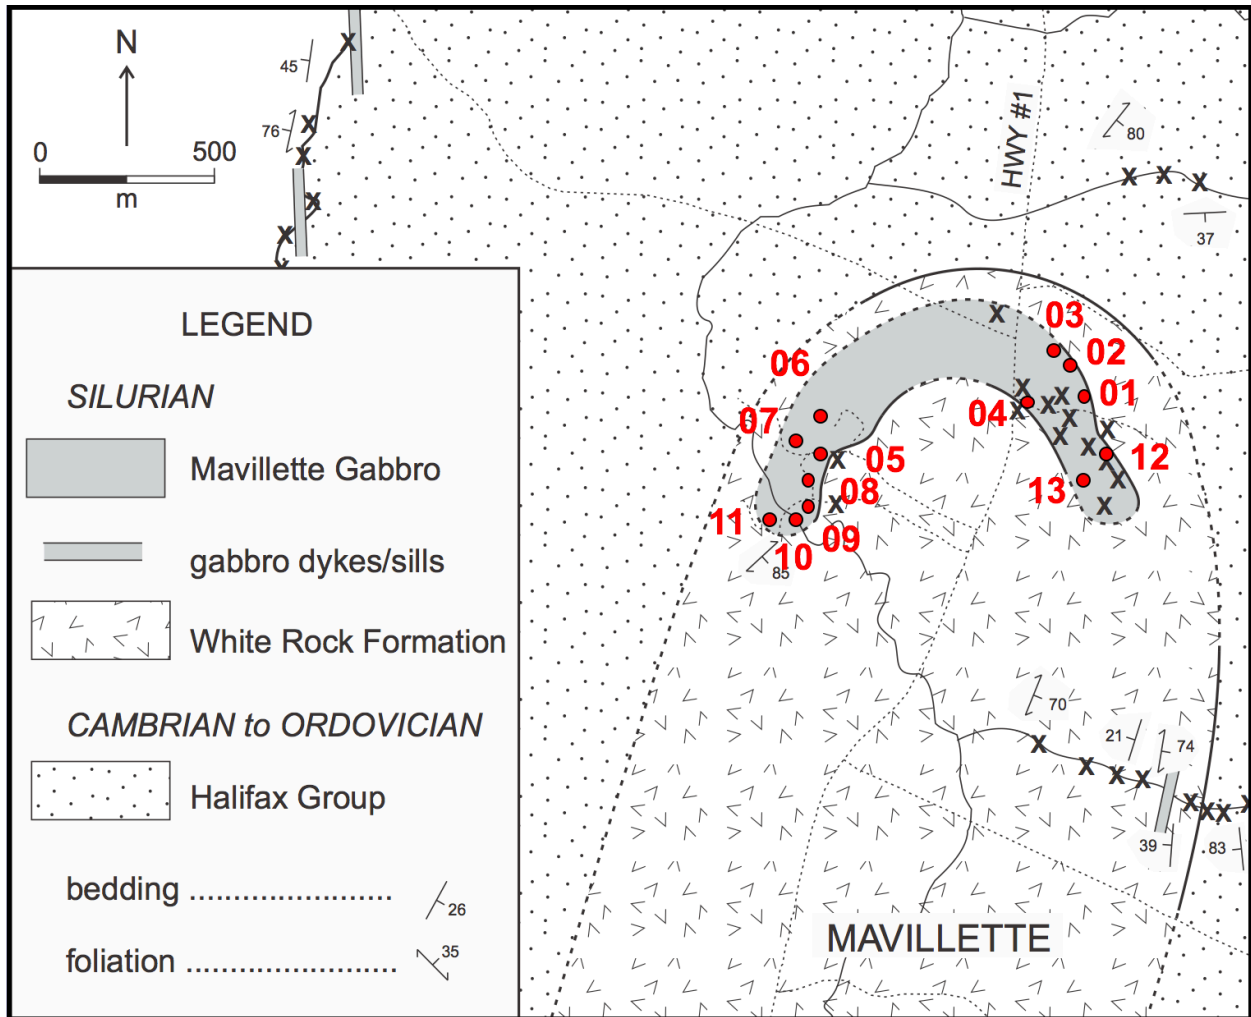 N
0 500
m
45
76
HWY #1
80
37
LEGEND
SILURIAN
Mavillette Gabbro
gabbro dykes/sills
White Rock Formation
CAMBRIAN to ORDOVICIAN
Halifax Group
bedding ...................... 26
foliation ....................... 35
03
02
06
01
04
07
05
12
13
08
11
09
10
85
70
21
74
39
83
MAVILLETTE